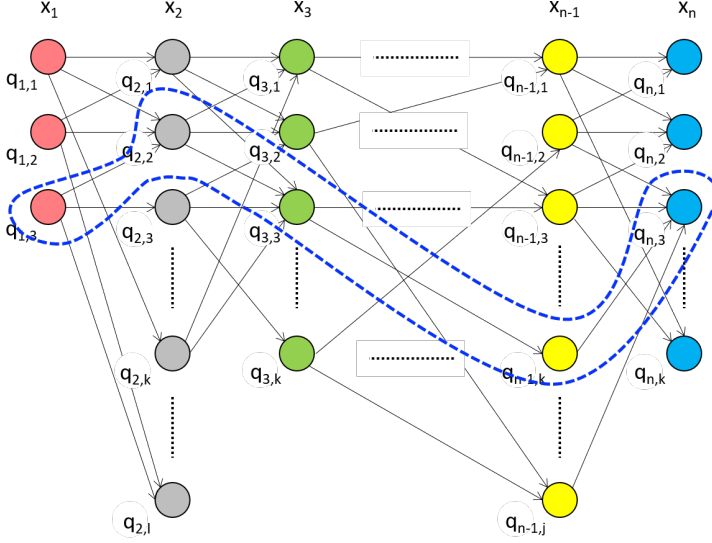 x1 x2 x3 xn-1 xn
q1,1 q2,1 q3,1 qn-1,1 qn,1
q1,2 q2,2 q3,2 qn-1,2 qn,2
q1,3 q2,3 q3,3 qn-1,3 qn,3
q2,k q3,k qn-1,k qn,k
q2,l qn-1,j